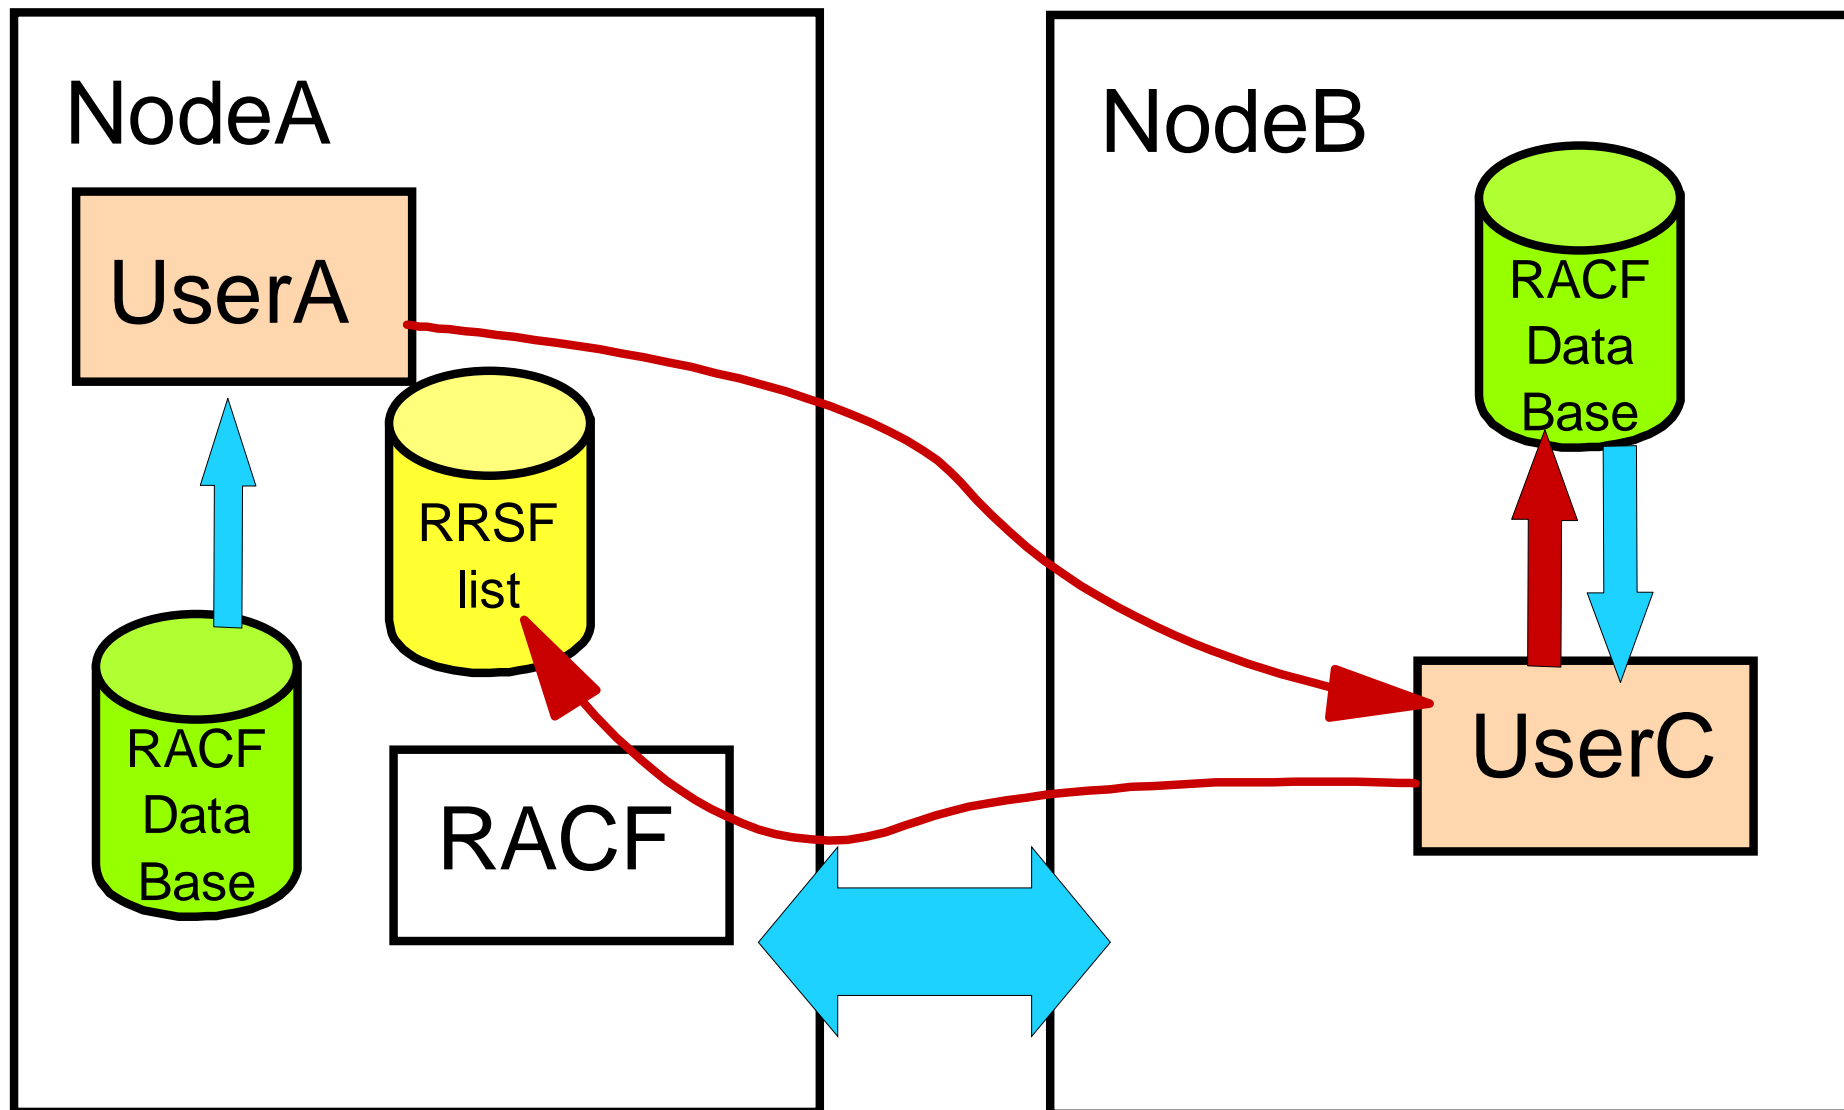 NodeA
UserA
RRSF
list
RACF
Data
Base
RACF
NodeB
RACF
Data
Base
UserC